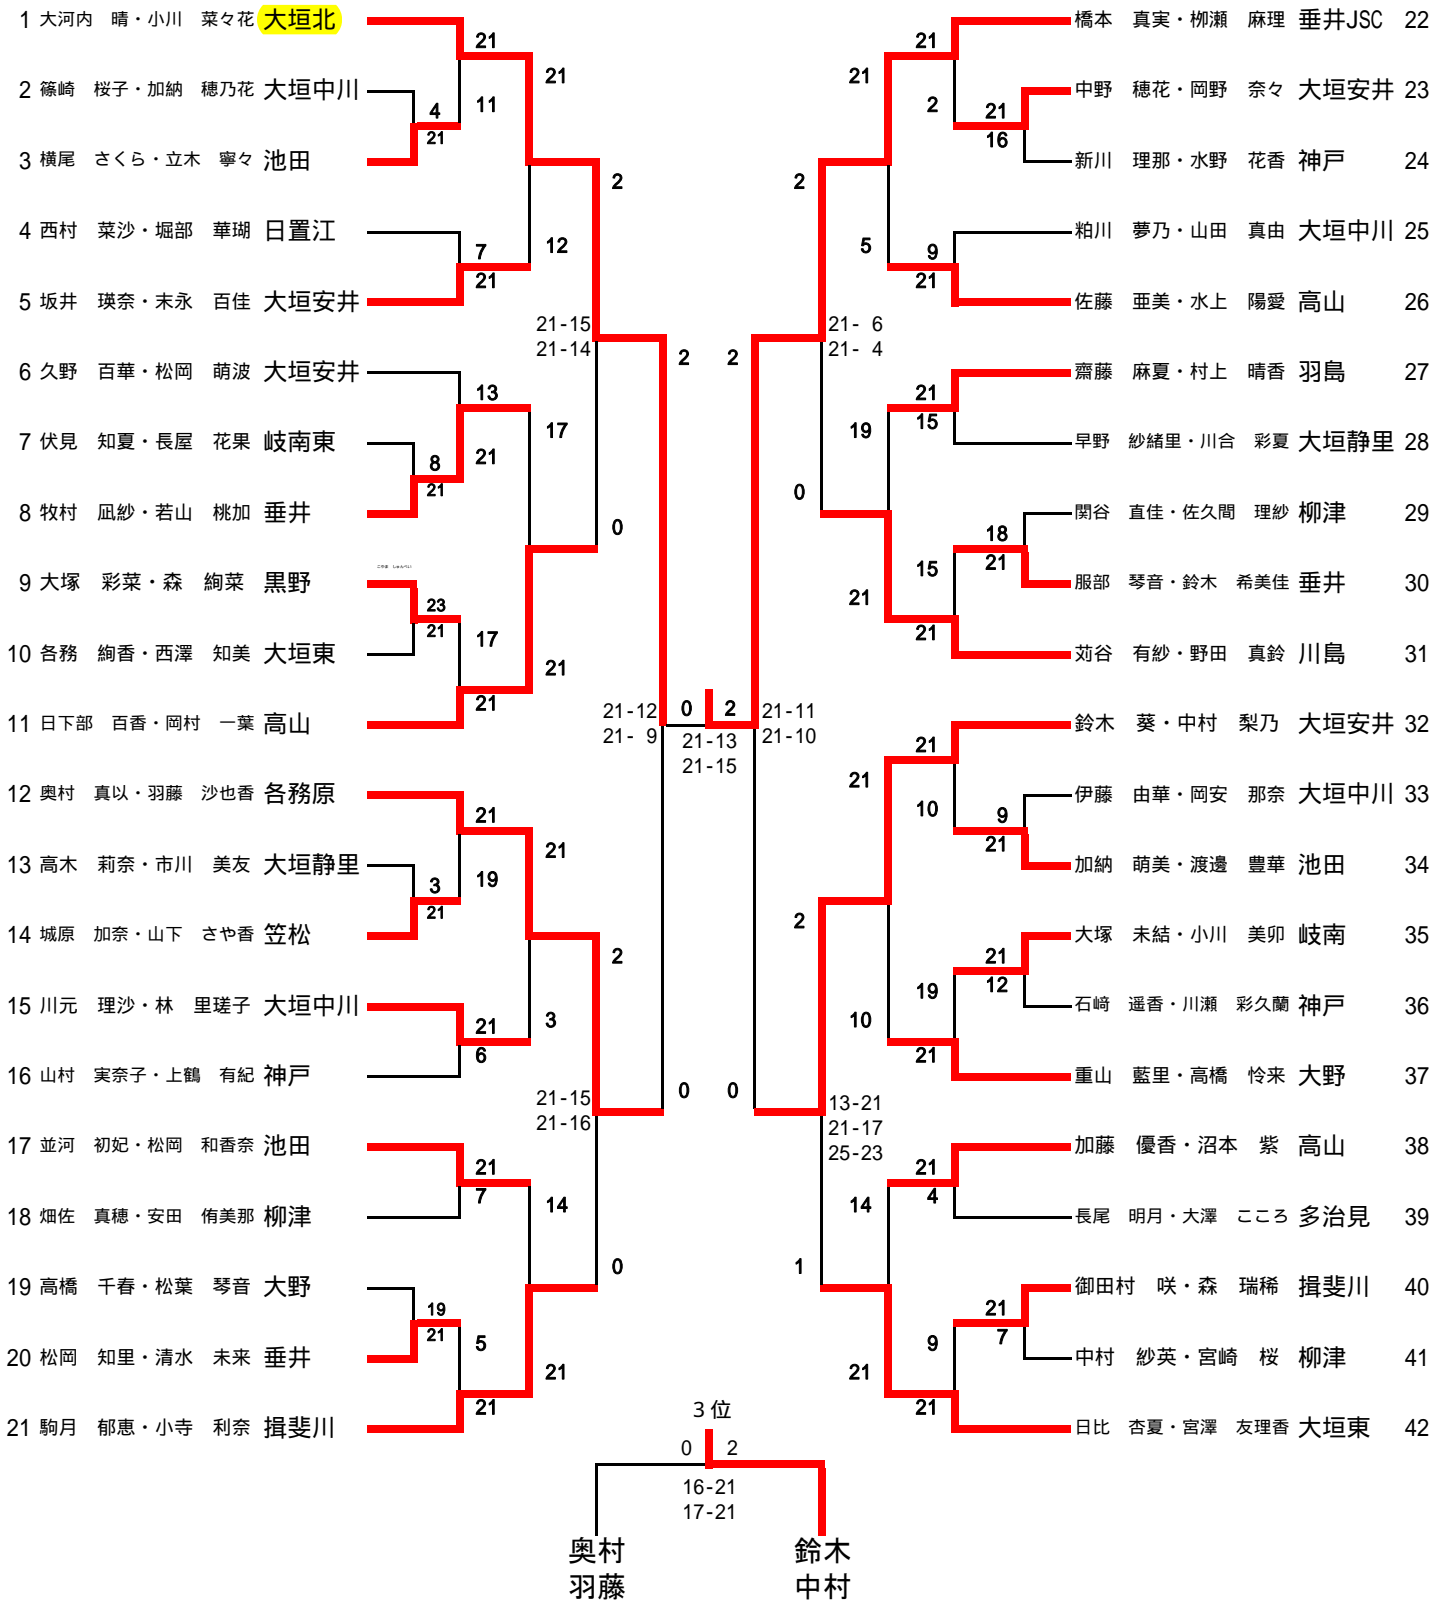 1 大河内 晴・小川 菜々花 大垣北
2 篠崎 桜子・加納 穂乃花 大垣中川
3 横尾 さくら・立木 寧々 池田
4 西村 菜沙・堀部 華瑚 日置江
5 坂井 瑛奈・末永 百佳 大垣安井
6 久野 百華・松岡 萌波 大垣安井
7 伏見 知夏・長屋 花果 岐南東
8 牧村 凪紗・若山 桃加 垂井
9 大塚 彩菜・森 絢菜 黒野
10 各務 絢香・西澤 知美 大垣東
11 日下部 百香・岡村 一葉 高山
12 奥村 真以・羽藤 沙也香 各務原
13 高木 莉奈・市川 美友 大垣静里
14 城原 加奈・山下 さや香 笠松
15 川元 理沙・林 里瑳子 大垣中川
16 山村 実奈子・上鶴 有紀 神戸
17 並河 初妃・松岡 和香奈 池田
18 畑佐 真穂・安田 侑美那 柳津
19 高橋 千春・松葉 琴音 大野
20 松岡 知里・清水 未来 垂井
21 駒月 郁恵・小寺 利奈 揖斐川
21
11
4
21
7
21
13
21
8
21
23
21
17
21
21
19
3
21
21
6
21
7
19
21
5
21
21
12
17
21
21
3
14
21
2
21-15
21-14
0
2
21-15
21-16
0
2
21-12
21- 9
0
0 2
21-13
21-15
2
21-11
21-10
0
2
21- 6
21- 4
0
2
13-21
21-17
25-23
1
21
5
19
21
21
10
14
21
21
2
21
16
9
21
21
15
18
21
15
21
21
10
9
21
21
12
19
21
21
4
21
7
9
21
橋本 真実・栁瀬 麻理 垂井JSC 22
中野 穂花・岡野 奈々 大垣安井 23
新川 理那・水野 花香 神戸 24
粕川 夢乃・山田 真由 大垣中川 25
佐藤 亜美・水上 陽愛 高山 26
齋藤 麻夏・村上 晴香 羽島 27
早野 紗緒里・川合 彩夏 大垣静里 28
関谷 直佳・佐久間 理紗 柳津 29
服部 琴音・鈴木 希美佳 垂井 30
苅谷 有紗・野田 真鈴 川島 31
鈴木 葵・中村 梨乃 大垣安井 32
伊藤 由華・岡安 那奈 大垣中川 33
加納 萌美・渡邊 豊華 池田 34
大塚 未結・小川 美卯 岐南 35
石﨑 遥香・川瀬 彩久蘭 神戸 36
重山 藍里・高橋 怜来 大野 37
加藤 優香・沼本 紫 高山 38
長尾 明月・大澤 こころ 多治見 39
御田村 咲・森 瑞稀 揖斐川 40
中村 紗英・宮崎 桜 柳津 41
日比 杏夏・宮澤 友理香 大垣東 42
3位
0 2
16-21
17-21
奥村 鈴木
羽藤 中村